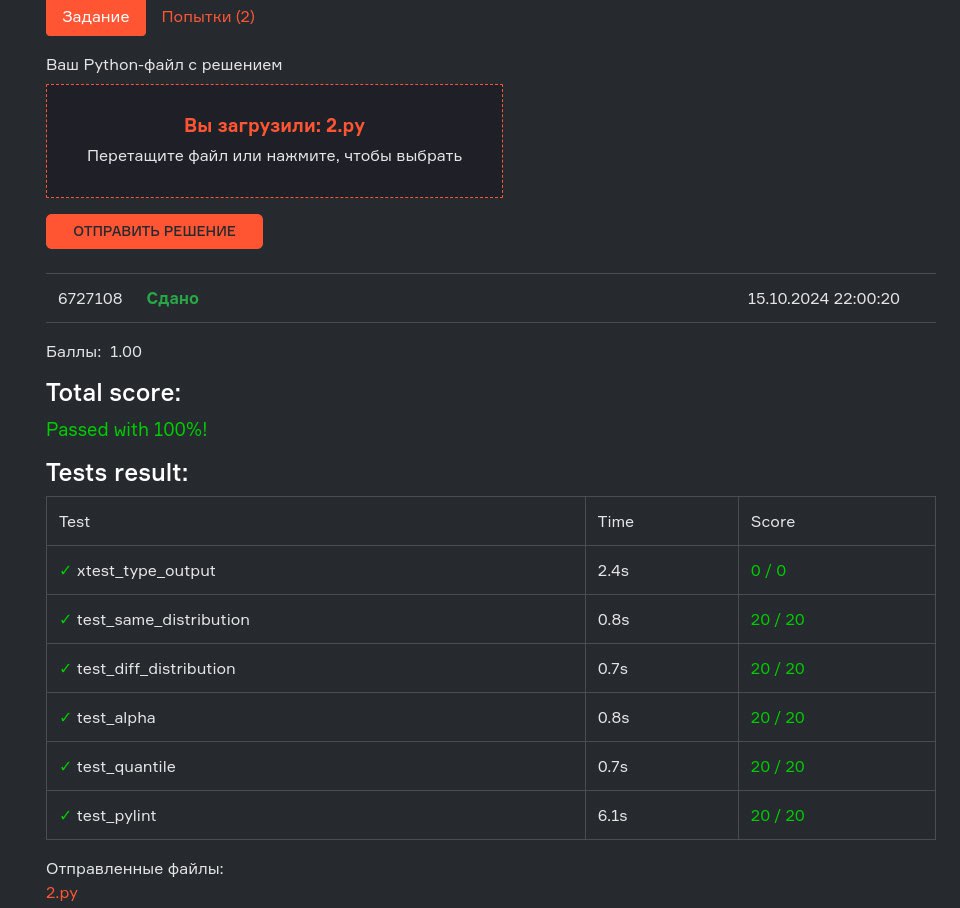 Задание Попытки (2)
Ваш Python-файл с решением
Вы загрузили: 2.py
Перетащите файл или нажмите, чтобы выбрать
ОТПРАВИТЬ РЕШЕНИЕ
6727108 Сдано 15.10.2024 22:00:20
Баллы: 1.00
Total score:
Passed with 100%!
Tests result:
Test Time Score
✓ xtest_type_output 2.4s 0 / 0
✓ test_same_distribution 0.8s 20 / 20
✓ test_diff_distribution 0.7s 20 / 20
✓ test_alpha 0.8s 20 / 20
✓ test_quantile 0.7s 20 / 20
✓ test_pylint 6.1s 20 / 20
Отправленные файлы:
2.py